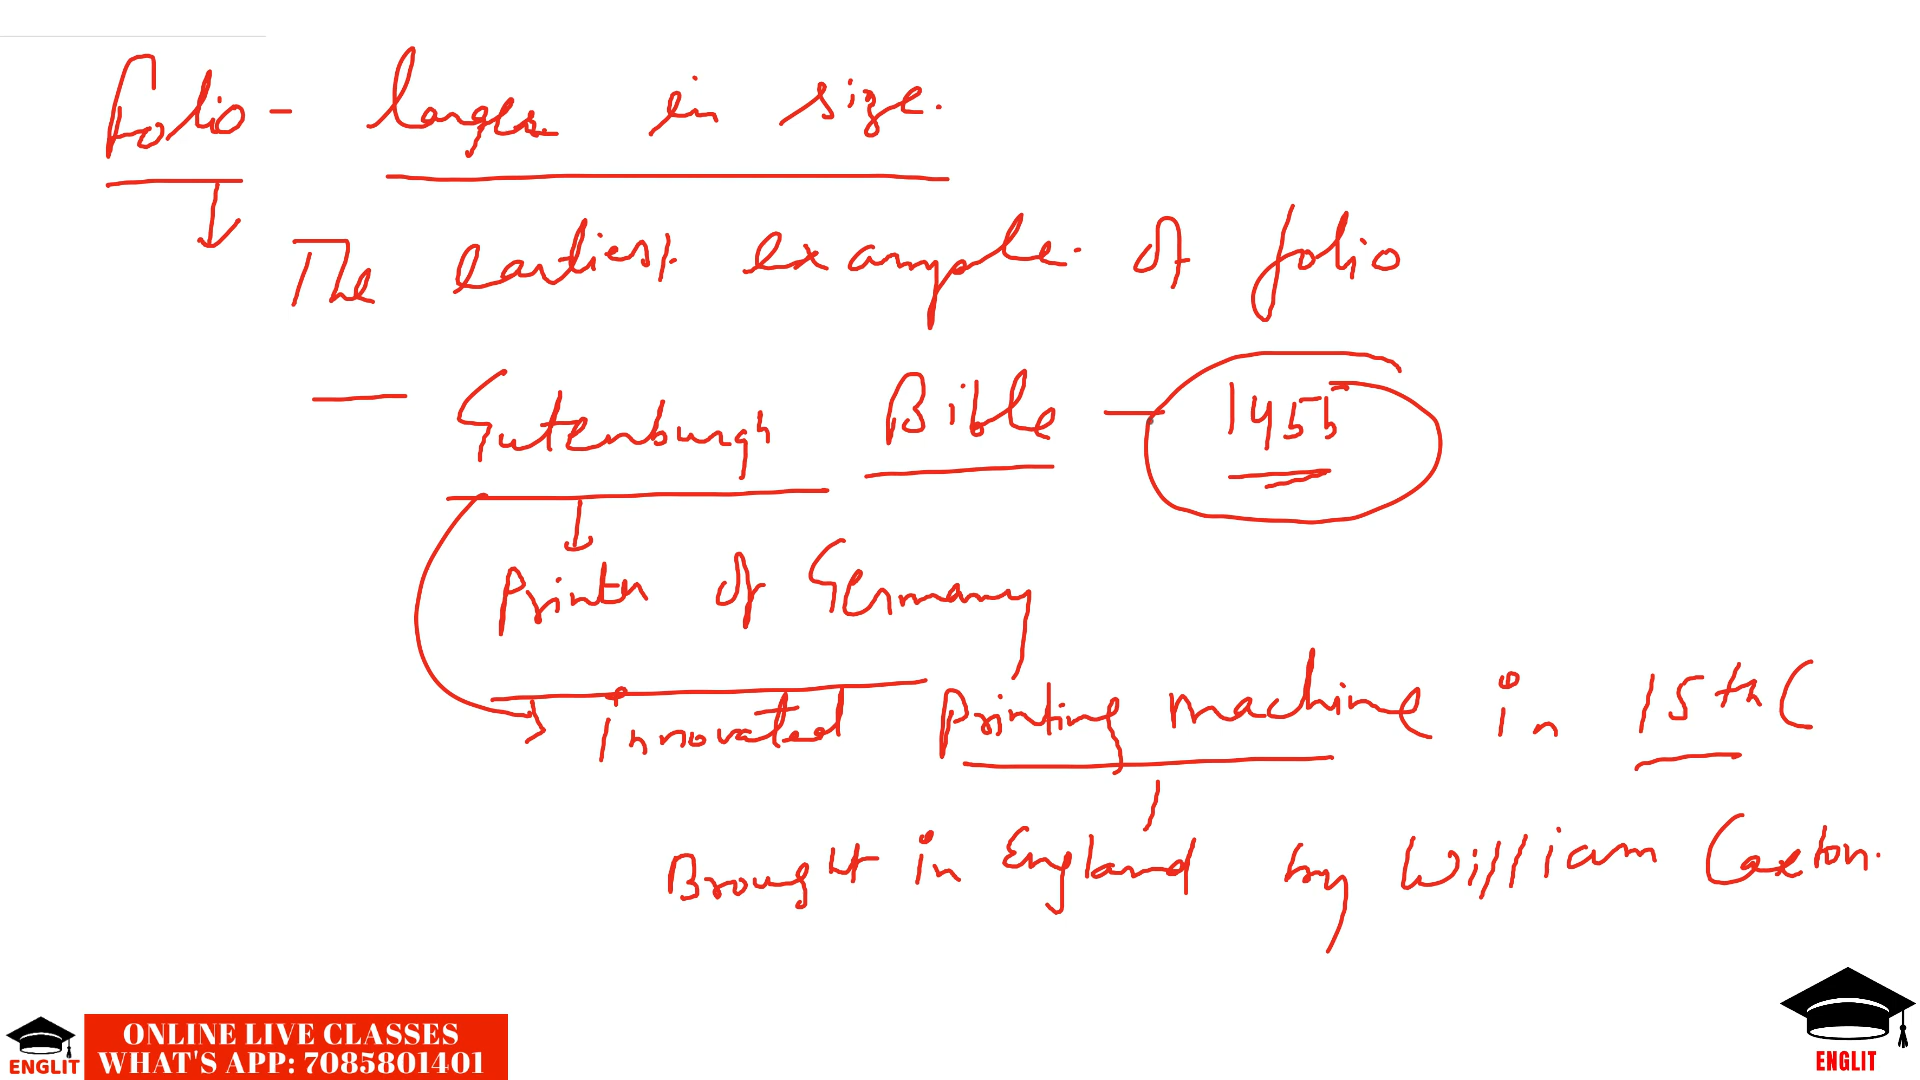 Folio - larger in size.
The earliest example of folio
— Gutenburgh Bible — 1455
Printer of Germany
innovated Printing machine in 15th C
Brought in England by William Caxton.
ENGLIT
ONLINE LIVE CLASSES
WHAT'S APP: 7085801401
ENGLIT